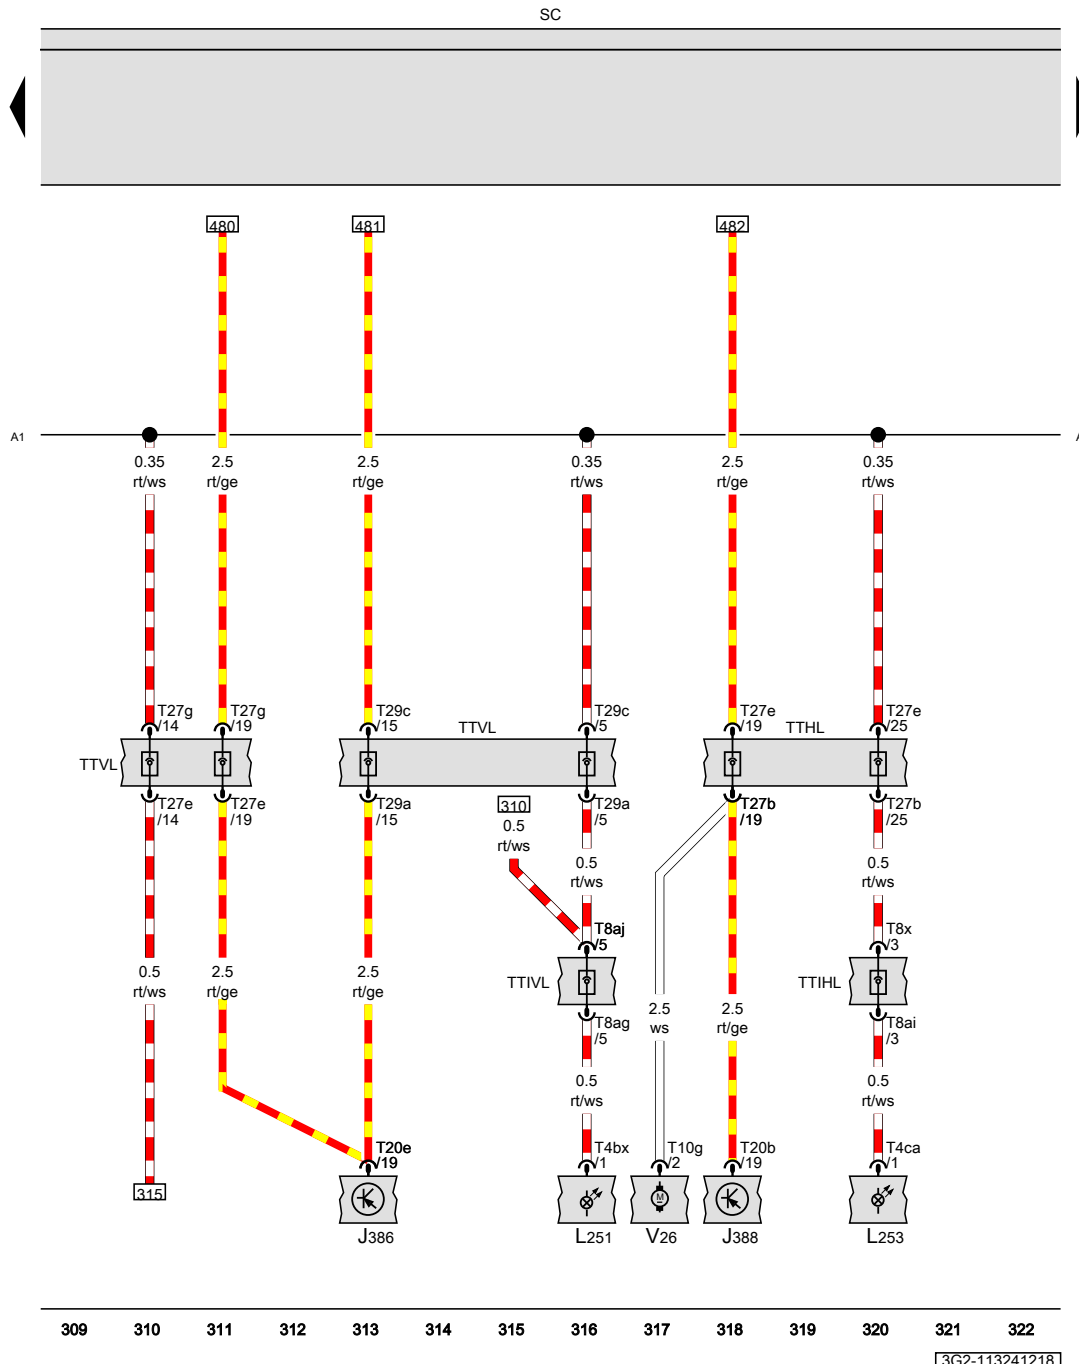 SC
480 481 482
A1
0.35 2.5 2.5 0.35 2.5 0.35
rt/ws rt/ge rt/ge rt/ws rt/ge rt/ws
T27g T27g T29c T29c T27e T27e
/14 /19 /15 /5 /19 /25
TTVL TTVL TTHL
T27e T27e T29a 310 T29a T27b T27b
/14 /19 /15 /5 /19 /25
0.5
rt/ws
0.5 0.5
rt/ws rt/ws
T8aj T8x
/5 /3
0.5 2.5 2.5
rt/ws rt/ge rt/ge
TTIVL TTIHL
2.5 2.5
ws rt/ge
T8ag T8ai
/5 /3
0.5 0.5
rt/ws rt/ws
T20e T4bx T10g T20b T4ca
/19 /1 /2 /19 /1
315
M
J386 L251 V26 J388 L253
309 310 311 312 313 314 315 316 317 318 319 320 321 322
3G2-113241218